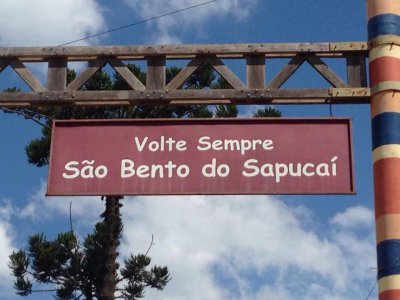 Volte Sempre
São Bento do Sapucaí